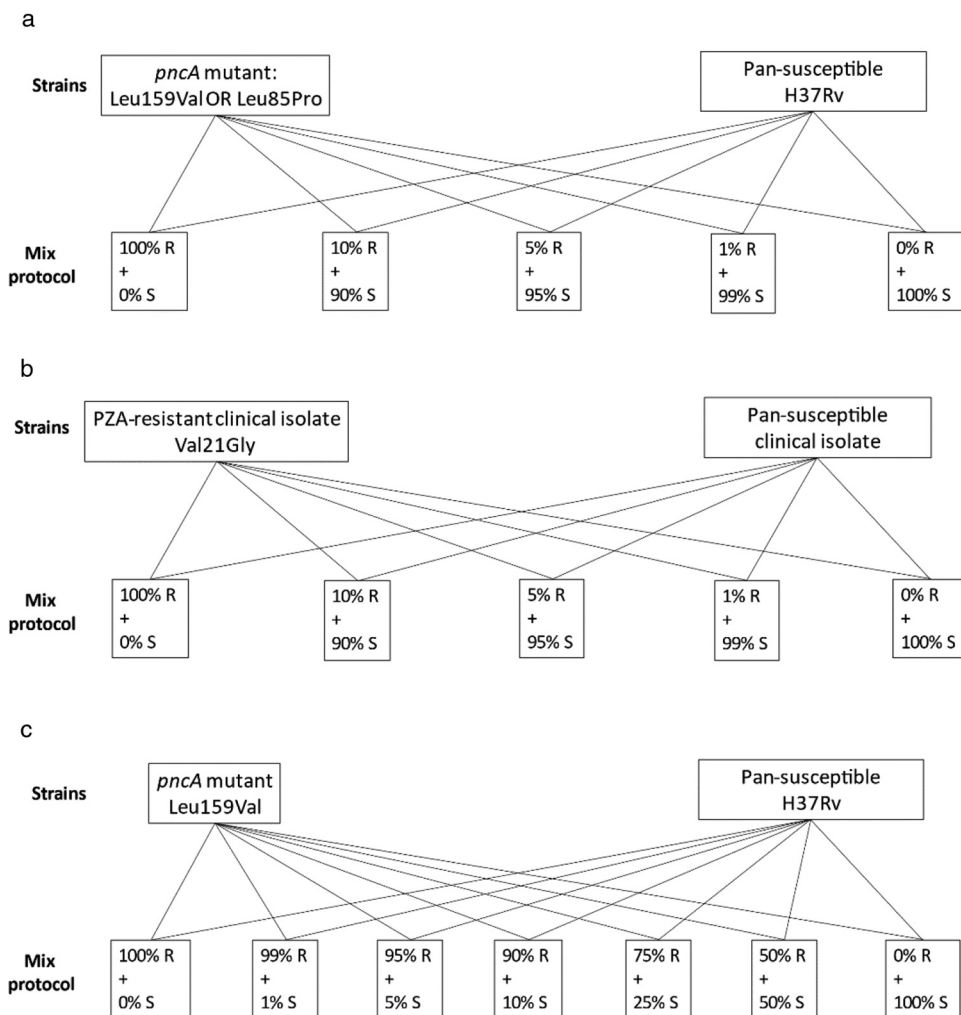 a
Strains
pncA mutant:
Leu159Val OR Leu85Pro
Pan-susceptible
H37Rv
Mix
protocol
100% R
+
0% S
10% R
+
90% S
5% R
+
95% S
1% R
+
99% S
0% R
+
100% S
b
Strains
PZA-resistant clinical isolate
Val21Gly
Pan-susceptible
clinical isolate
Mix
protocol
100% R
+
0% S
10% R
+
90% S
5% R
+
95% S
1% R
+
99% S
0% R
+
100% S
c
Strains
pncA mutant
Leu159Val
Pan-susceptible
H37Rv
Mix
protocol
100% R
+
0% S
99% R
+
1% S
95% R
+
5% S
90% R
+
10% S
75% R
+
25% S
50% R
+
50% S
0% R
+
100% S